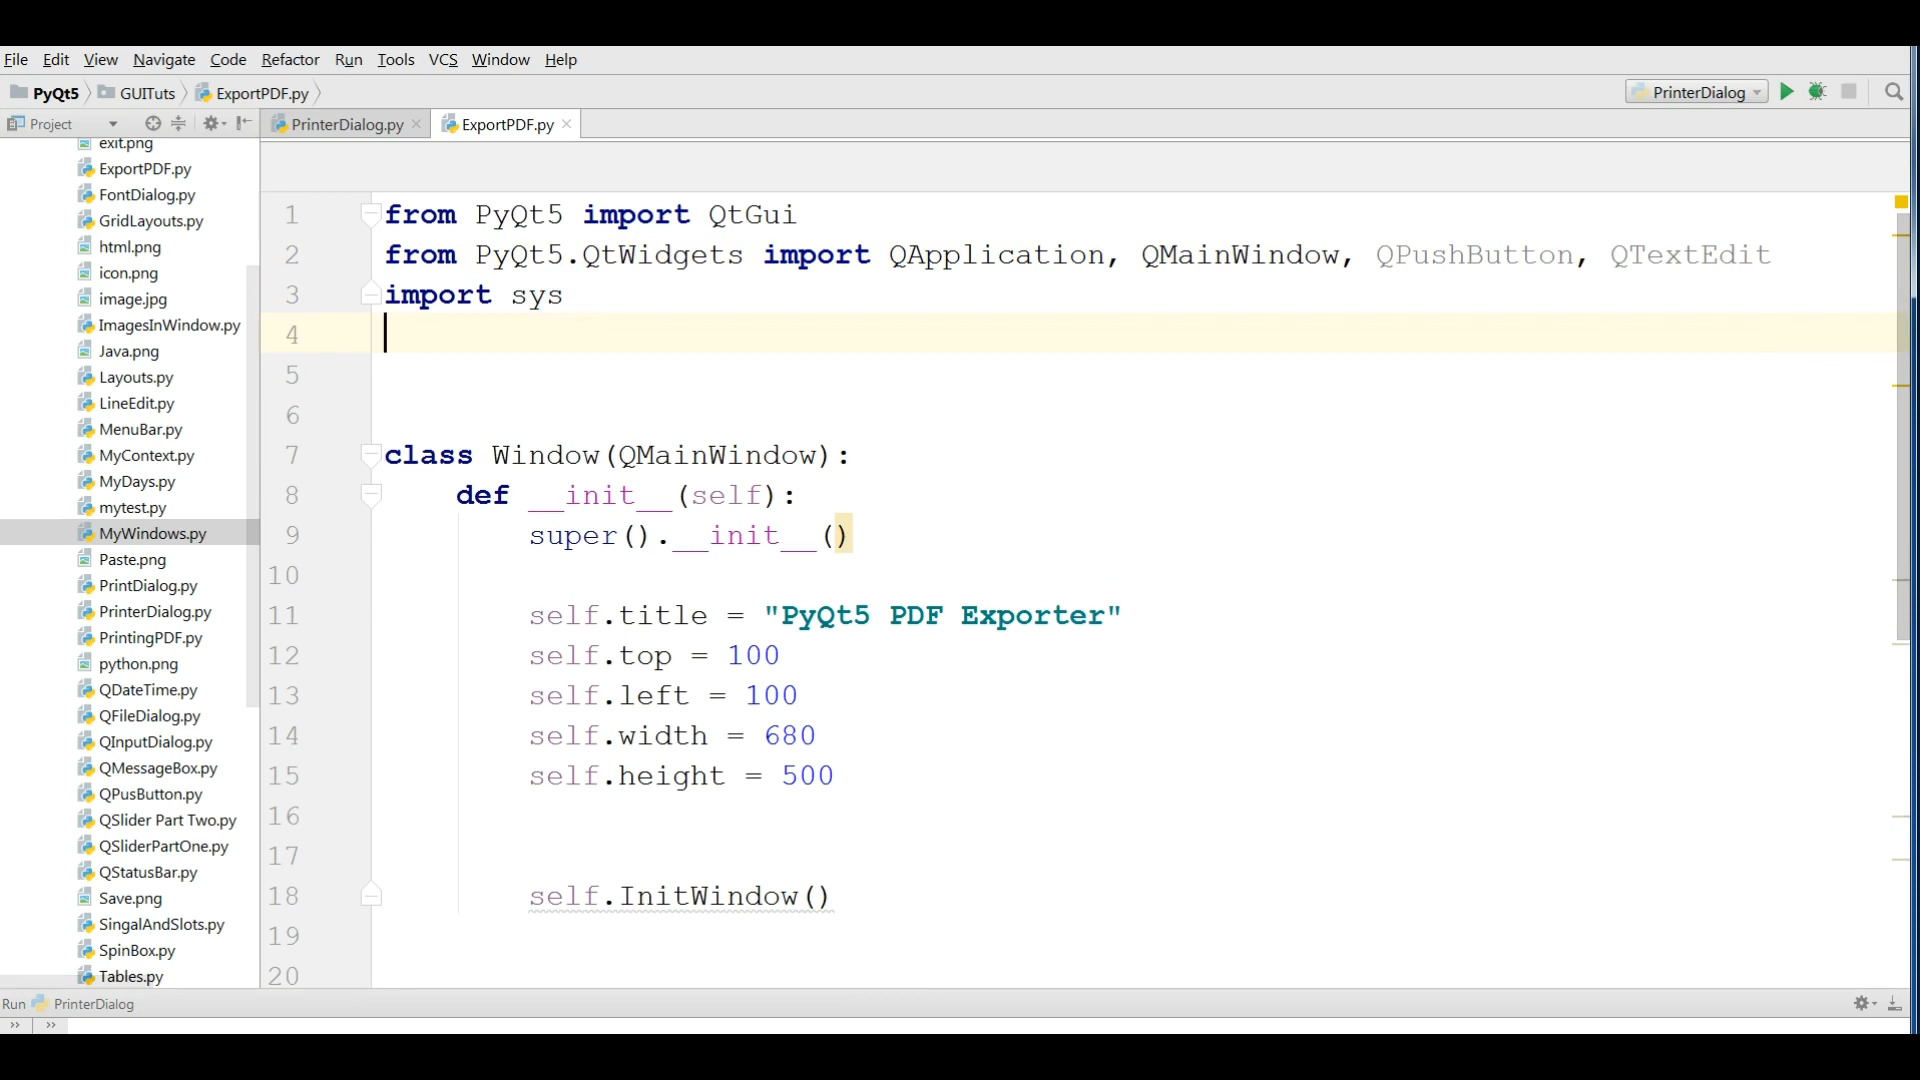 File Edit View Navigate Code Refactor Run Tools VCS Window Help
PyQt5 GUITuts ExportPDF.py PrinterDialog
Project PrinterDialog.py ExportPDF.py
exit.png
ExportPDF.py
FontDialog.py
GridLayouts.py
html.png
icon.png
image.jpg
ImagesInWindow.py
Java.png
Layouts.py
LineEdit.py
MenuBar.py
MyContext.py
MyDays.py
mytest.py
MyWindows.py
Paste.png
PrintDialog.py
PrinterDialog.py
PrintingPDF.py
python.png
QDateTime.py
QFileDialog.py
QInputDialog.py
QMessageBox.py
QPusButton.py
QSlider Part Two.py
QSliderPartOne.py
QStatusBar.py
Save.png
SingalAndSlots.py
SpinBox.py
Tables.py
1 from PyQt5 import QtGui
2 from PyQt5.QtWidgets import QApplication, QMainWindow, QPushButton, QTextEdit
3 import sys
4
5
6
7 class Window(QMainWindow):
8 def __init__(self):
9 super().__init__()
10
11 self.title = "PyQt5 PDF Exporter"
12 self.top = 100
13 self.left = 100
14 self.width = 680
15 self.height = 500
16
17
18 self.InitWindow()
19
20
Run PrinterDialog